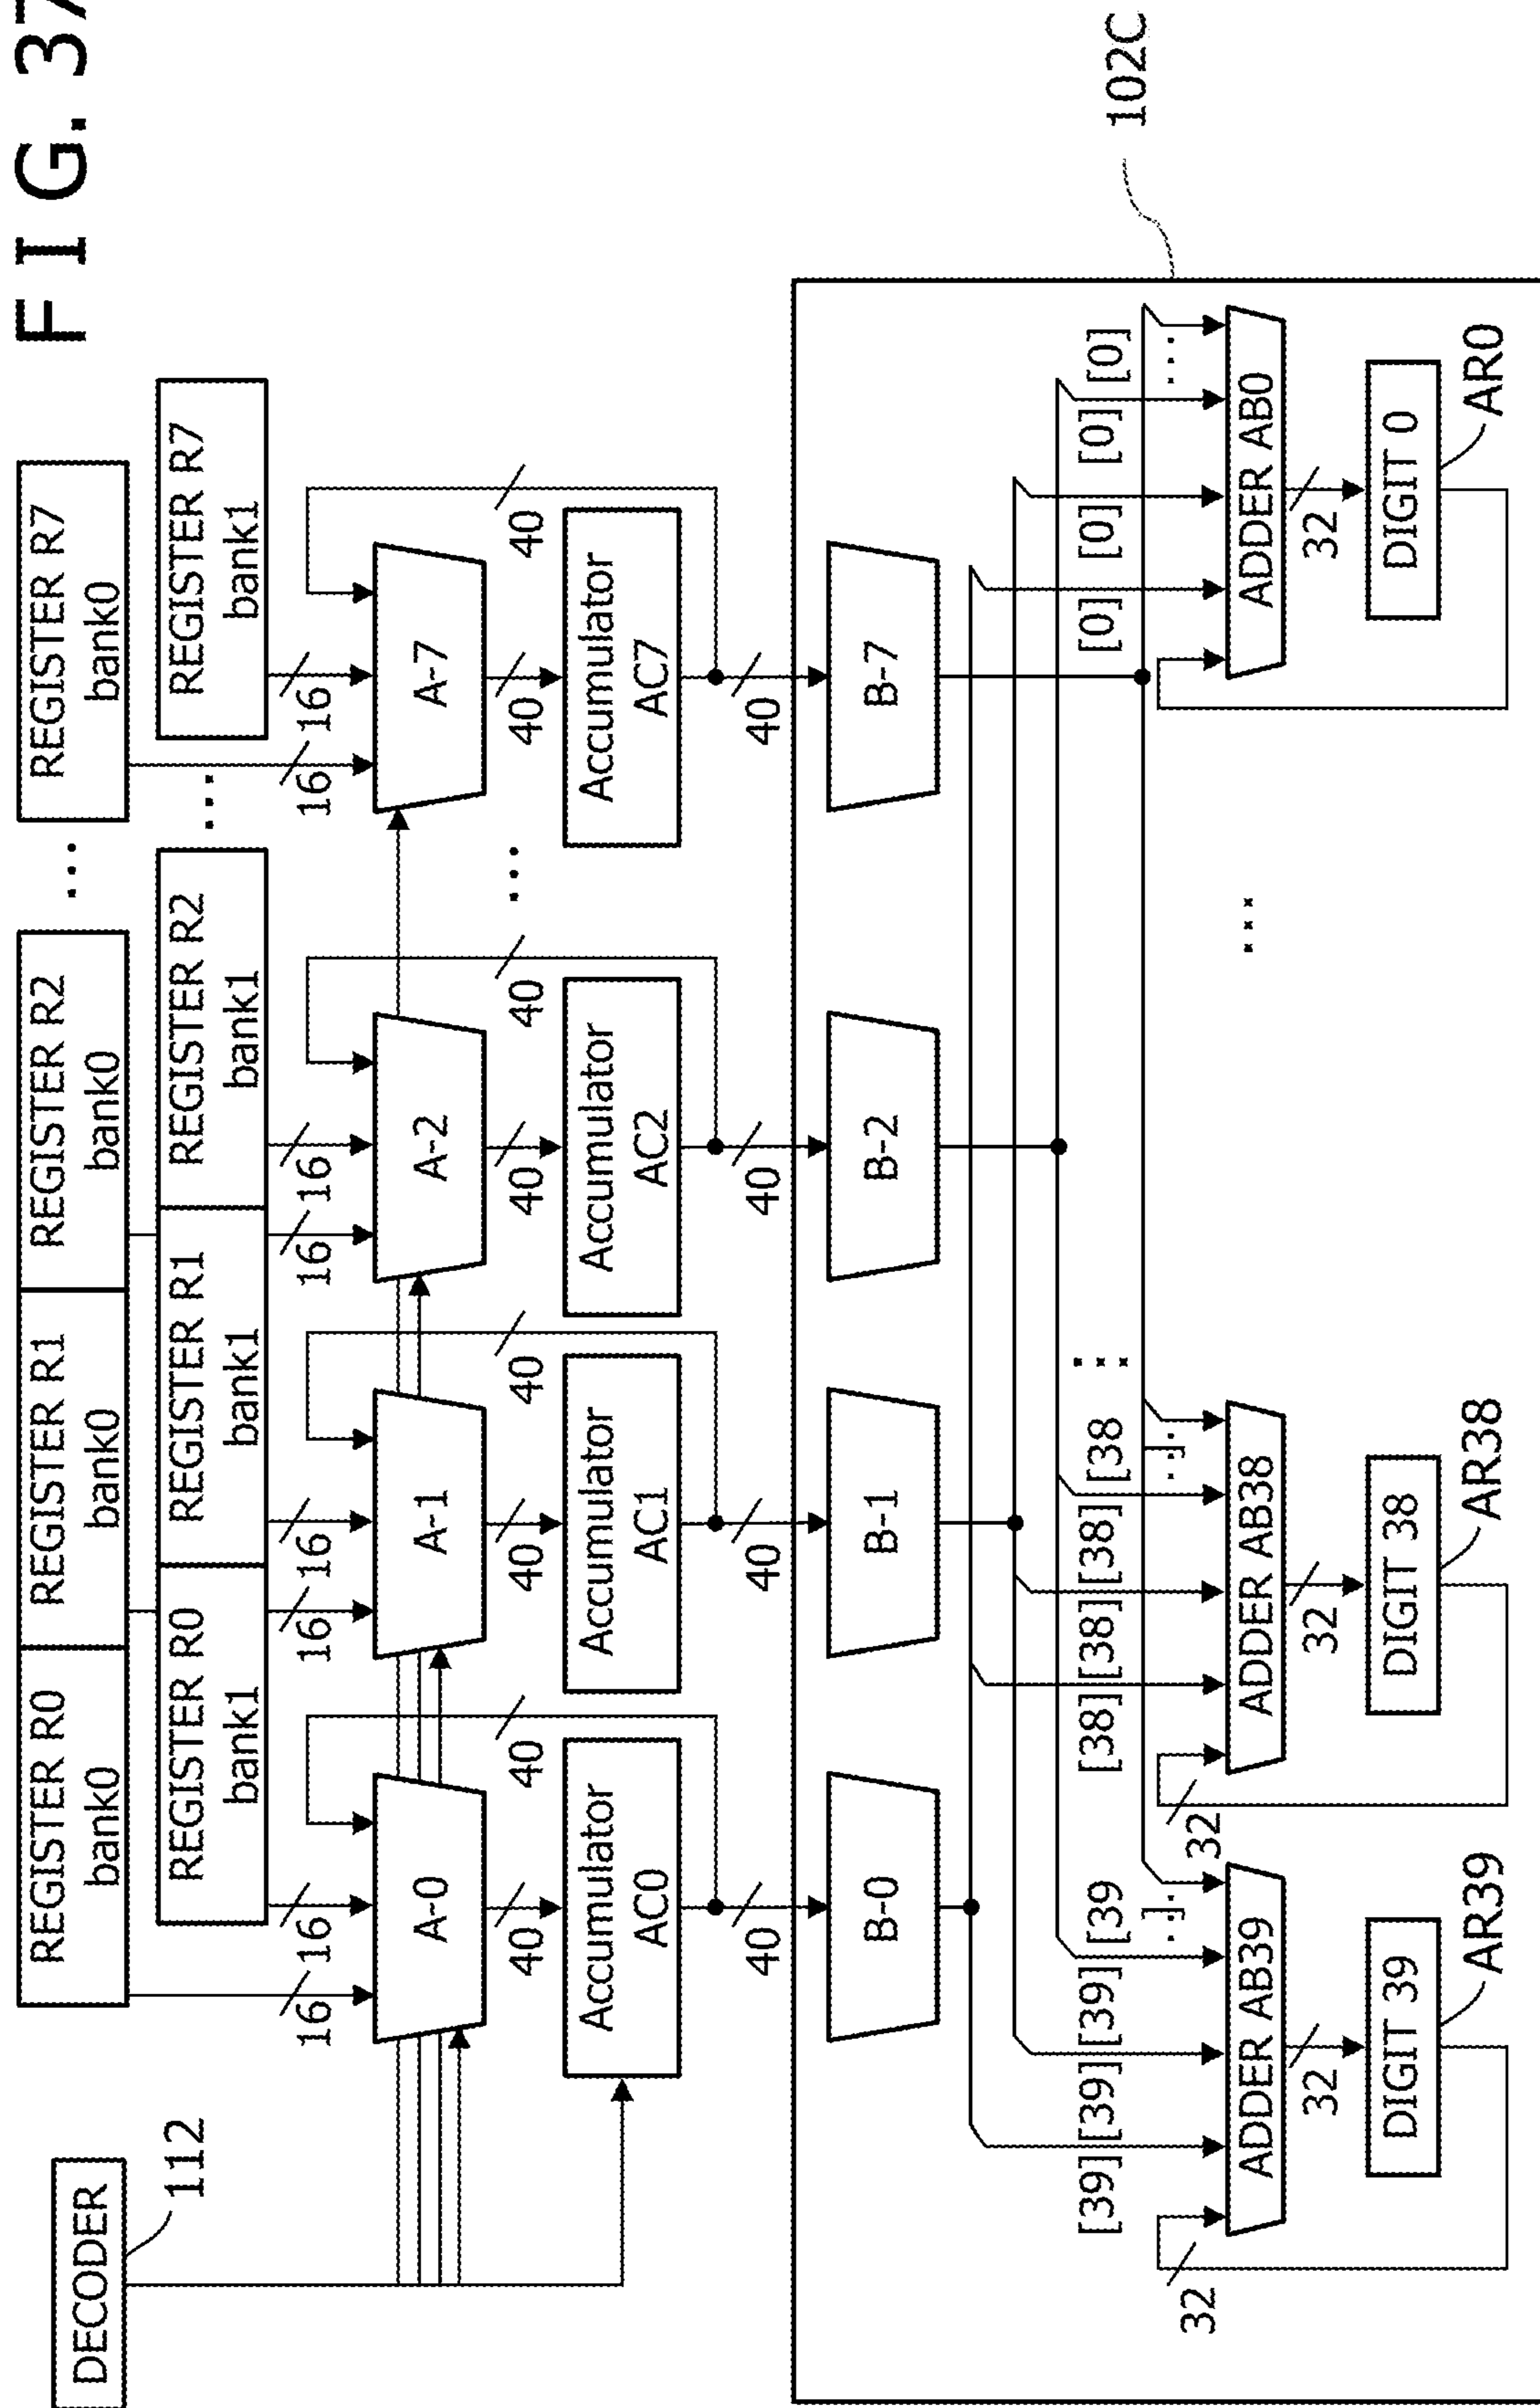 F I G. 37
DECODER
112
REGISTER R0
bank0
REGISTER R1
bank0
REGISTER R2
bank0
...
REGISTER R7
bank0
REGISTER R0
bank1
REGISTER R1
bank1
REGISTER R2
bank1
...
REGISTER R7
bank1
16
16
16
16
16
16
16
16
A-0
A-1
A-2
A-7
40
40
40
40
40
40
40
40
...
Accumulator
AC0
Accumulator
AC1
Accumulator
AC2
Accumulator
AC7
40
40
40
40
102C
B-0
B-1
B-2
B-7
[39]
[39]
[39]
[39
]
...
[38]
[38]
[38]
[38
]
...
...
[0]
[0]
[0]
[0]
...
32
32
ADDER AB39
ADDER AB38
...
ADDER AB0
32
32
32
DIGIT 39
DIGIT 38
DIGIT 0
AR39
AR38
AR0